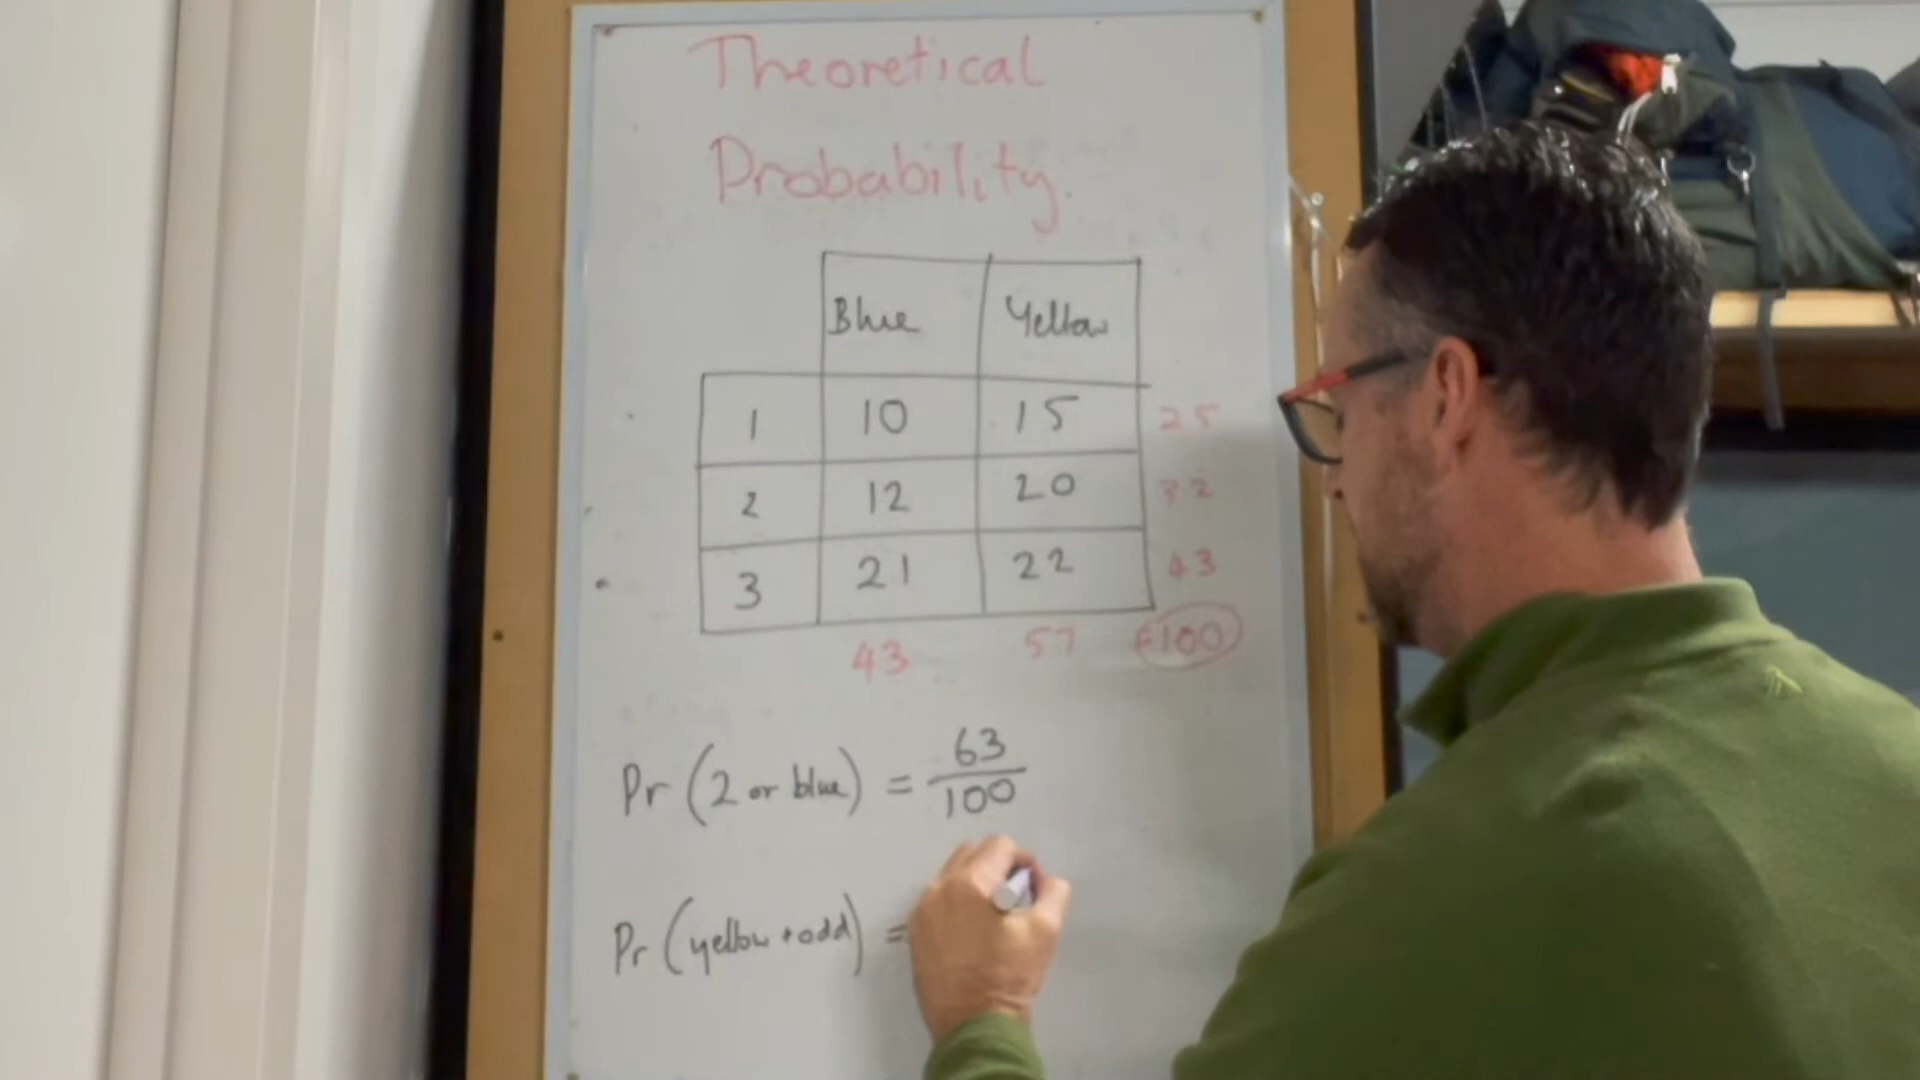 Theoretical
Probability.
Blue Yellow
1 10 15 25
2 12 20 32
3 21 22 43
43 57 100
Pr (2 or blue) = 63/100
Pr (yellow + odd) =